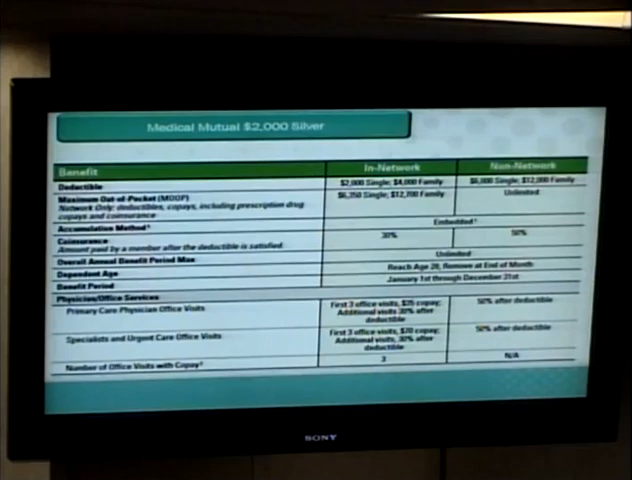 Medical Mutual $2,000 Silver
Benefit In-Network Non-Network
Deductible $2,000 Single; $4,000 Family $6,000 Single; $12,000 Family
Maximum Out-of-Pocket (MOOP) $6,350 Single; $12,700 Family Unlimited
Network Only: deductibles, copays, including prescription drug
copays and coinsurance
Accumulation Method Embedded
Coinsurance 30% 50%
Amount paid by a member after the deductible is satisfied.
Overall Annual Benefit Period Max Unlimited
Dependent Age Reach Age 28, Remove at End of Month
Benefit Period January 1st through December 31st
Physician/Office Services
Primary Care Physician Office Visits First 3 office visits, $35 copay; 50% after deductible
Additional visits 30% after
deductible
Specialists and Urgent Care Office Visits First 3 office visits, $70 copay; 50% after deductible
Additional visits, 30% after
deductible
Number of Office Visits with Copay 3 N/A
SONY